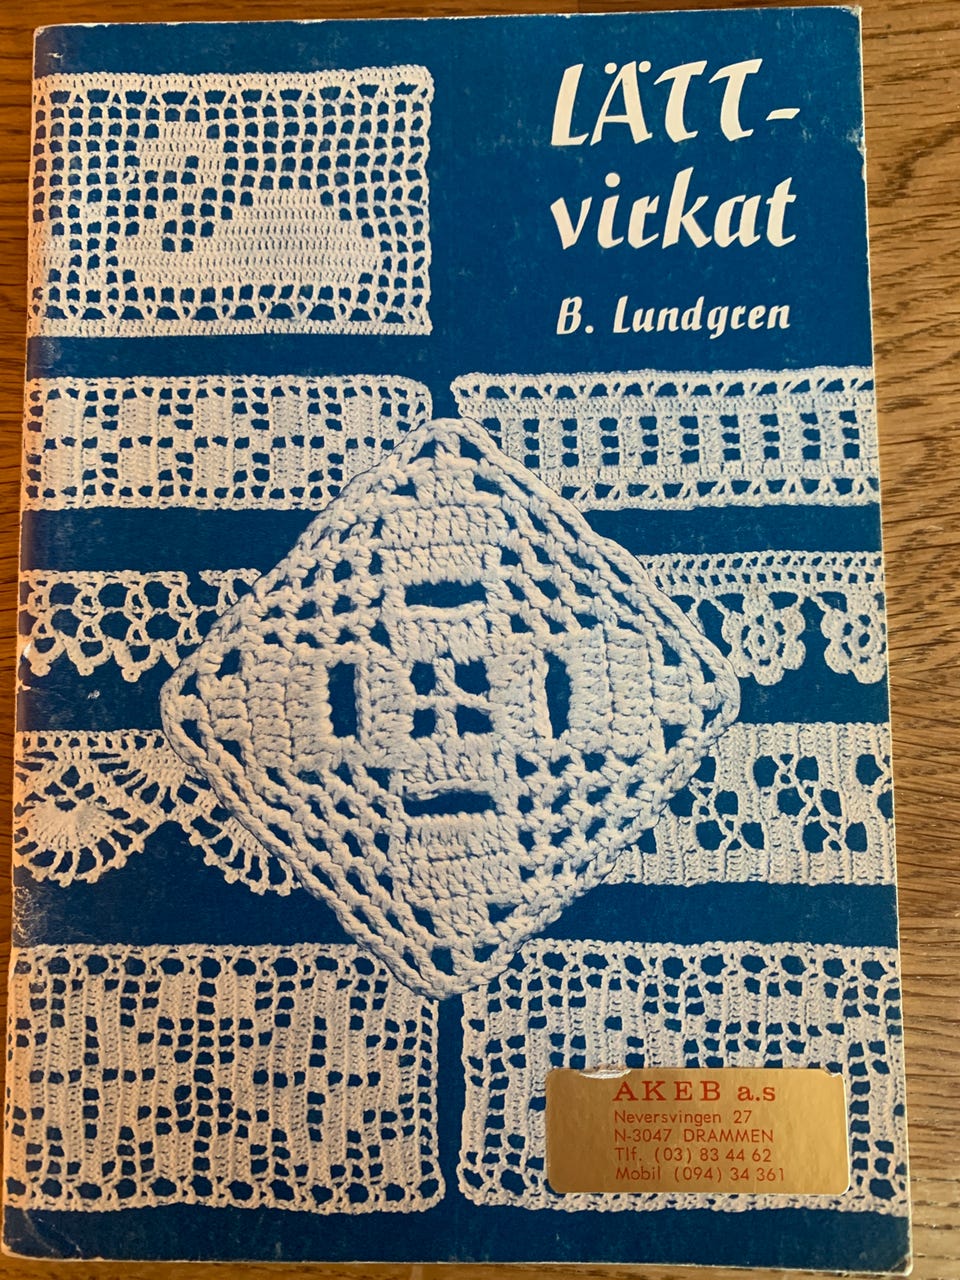 LÄTT-
virkat
B. Lundgren
AKEB a.s
Neversvingen 27
N-3047 DRAMMEN
Tlf. (03) 83 44 62
Mobil (094) 34 361